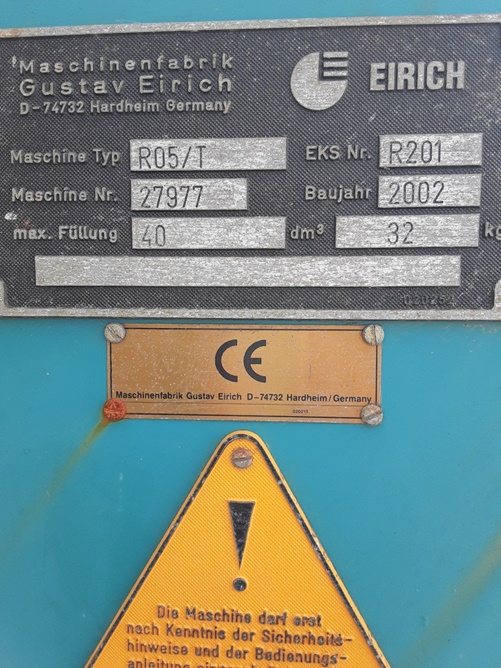 Maschinenfabrik
Gustav Eirich
D-74732 Hardheim Germany
EIRICH
Maschine Typ R05/T EKS Nr. R201
Maschine Nr. 27977 Baujahr 2002
max. Füllung 40 dm³ 32 kg
CE
Maschinenfabrik Gustav Eirich D-74732 Hardheim/Germany
!
Die Maschine darf erst
nach Kenntnis der Sicherheits-
hinweise und der Bedienungs-
anleitung